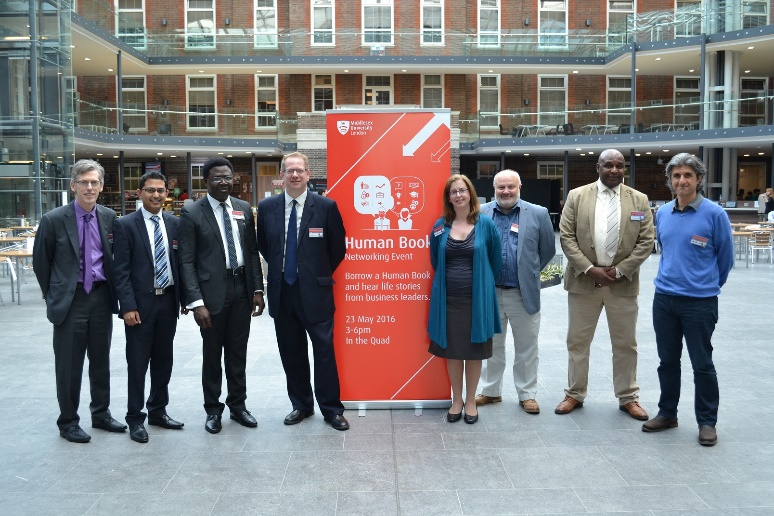 Middlesex
University
London
Human Book
Networking Event
Borrow a Human Book
and hear life stories
from business leaders.
23 May 2016
3-6pm
In the Quad